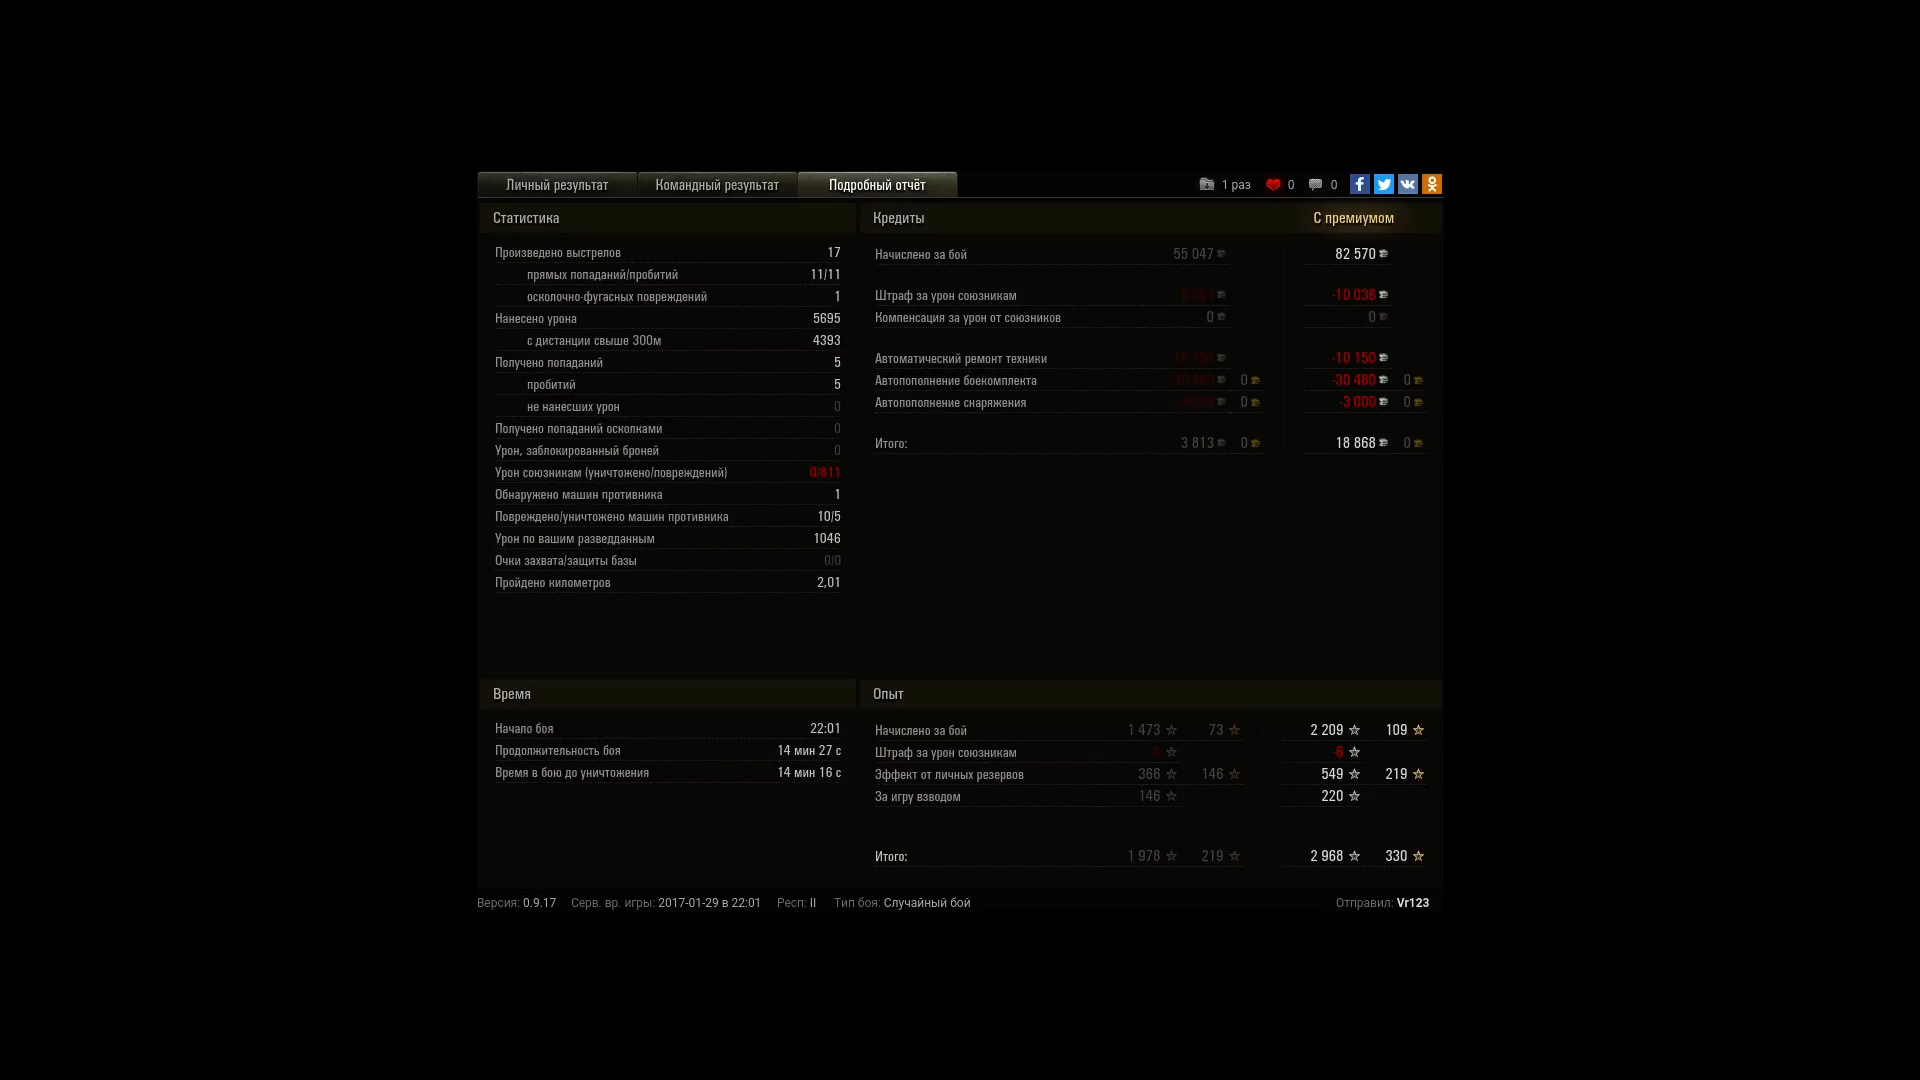 Личный результат Командный результат Подробный отчёт 1 раз 0 0
Статистика
Произведено выстрелов 17
прямых попаданий/пробитий 11/11
осколочно-фугасных повреждений 1
Нанесено урона 5695
с дистанции свыше 300м 4393
Получено попаданий 5
пробитий 5
не нанесших урон 0
Получено попаданий осколками 0
Урон, заблокированный броней 0
Урон союзникам (уничтожено/повреждений) 0/811
Обнаружено машин противника 1
Повреждено/уничтожено машин противника 10/5
Урон по вашим разведданным 1046
Очки захвата/защиты базы 0/0
Пройдено километров 2,01
Кредиты С премиумом
Начислено за бой 55 047 82 570
Штраф за урон союзникам -10 036
Компенсация за урон от союзников 0 0
Автоматический ремонт техники -10 150
Автопополнение боекомплекта 0 -30 480 0
Автопополнение снаряжения 0 -3 000 0
Итого: 3 813 0 18 868 0
Время
Начало боя 22:01
Продолжительность боя 14 мин 27 с
Время в бою до уничтожения 14 мин 16 с
Опыт
Начислено за бой 1 473 73 2 209 109
Штраф за урон союзникам -6
Эффект от личных резервов 366 146 549 219
За игру взводом 146 220
Итого: 1 978 219 2 968 330
Версия: 0.9.17 Серв. вр. игры: 2017-01-29 в 22:01 Респ: II Тип боя: Случайный бой Отправил: Vr123